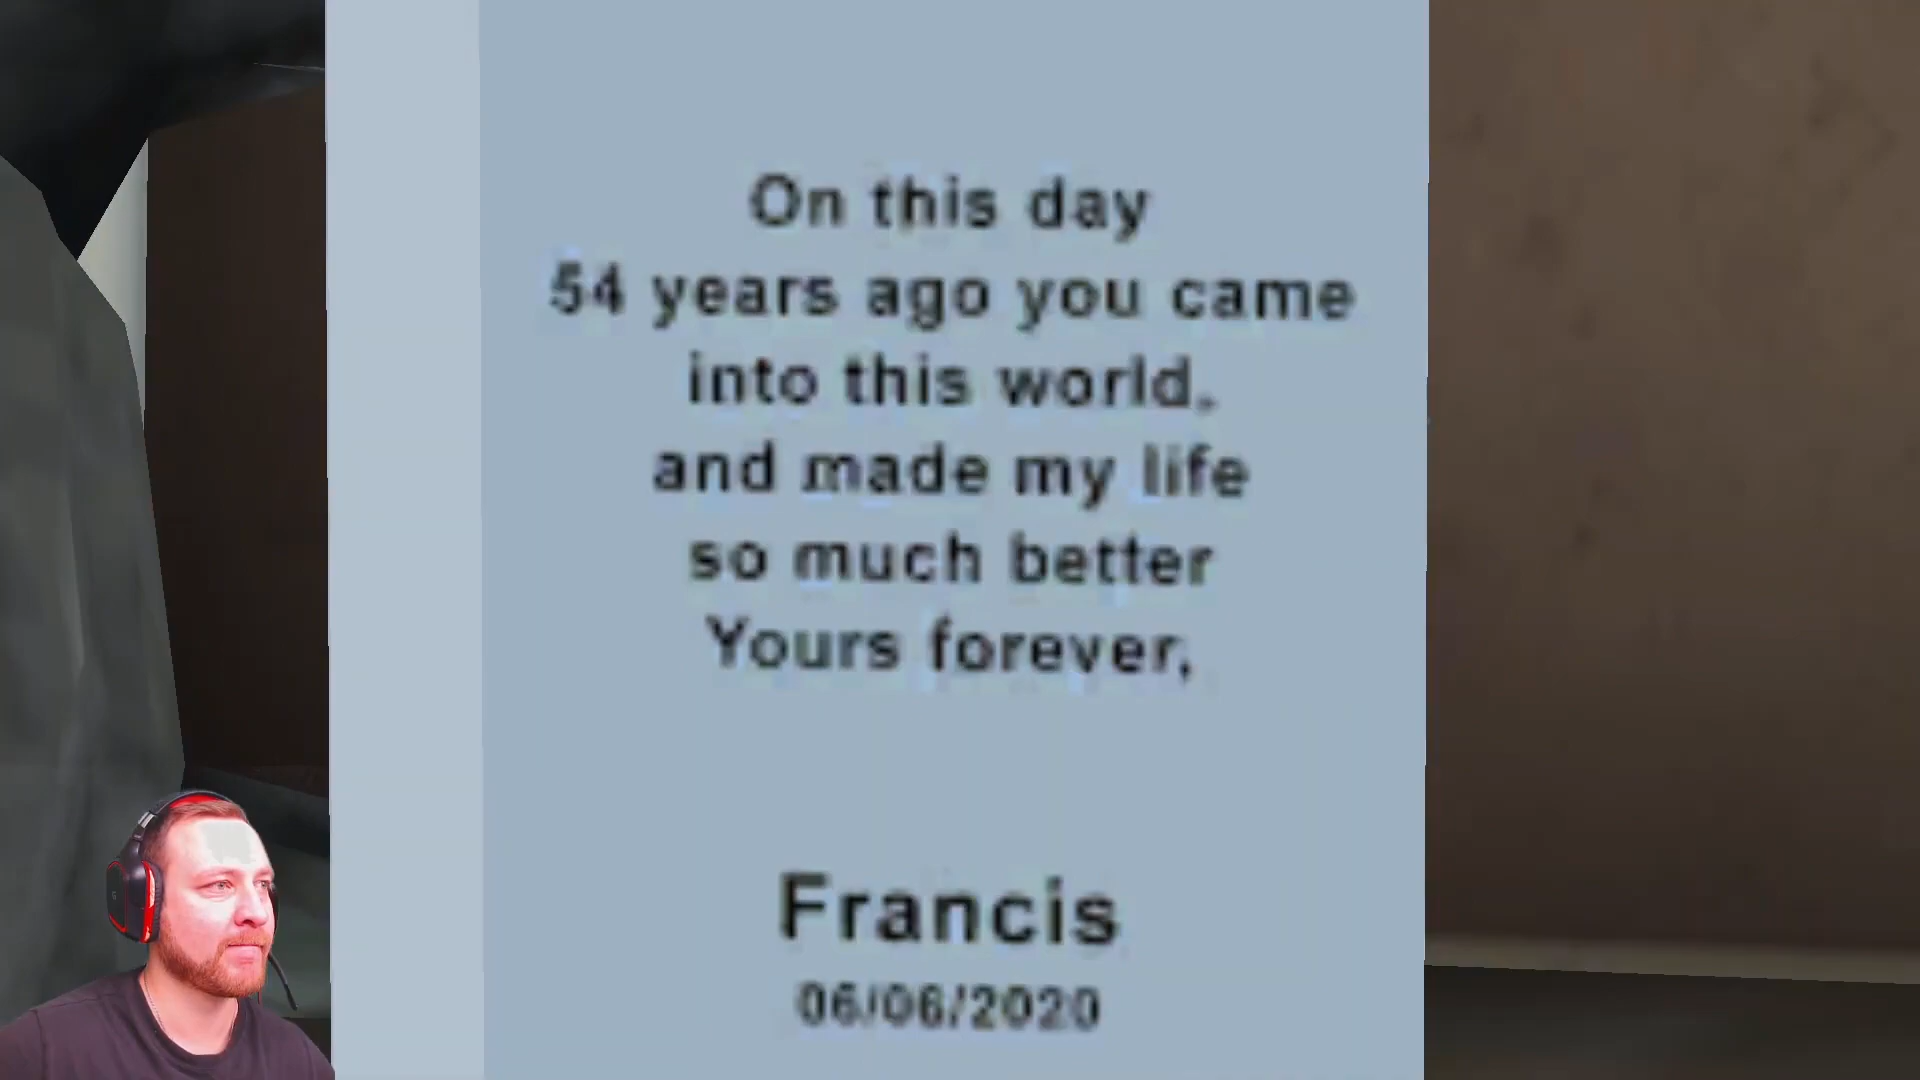 On this day
54 years ago you came
into this world.
and made my life
so much better
Yours forever,
Francis
06/06/2020